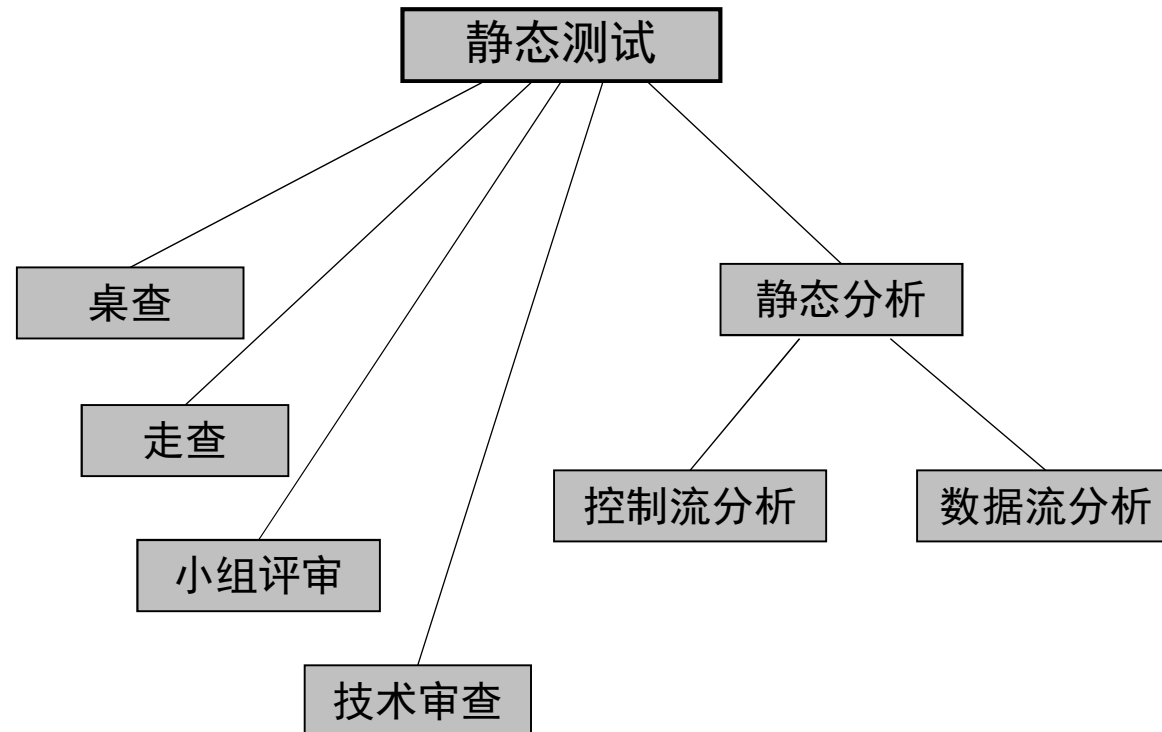 静态测试
桌查
静态分析
走查
控制流分析
数据流分析
小组评审
技术审查